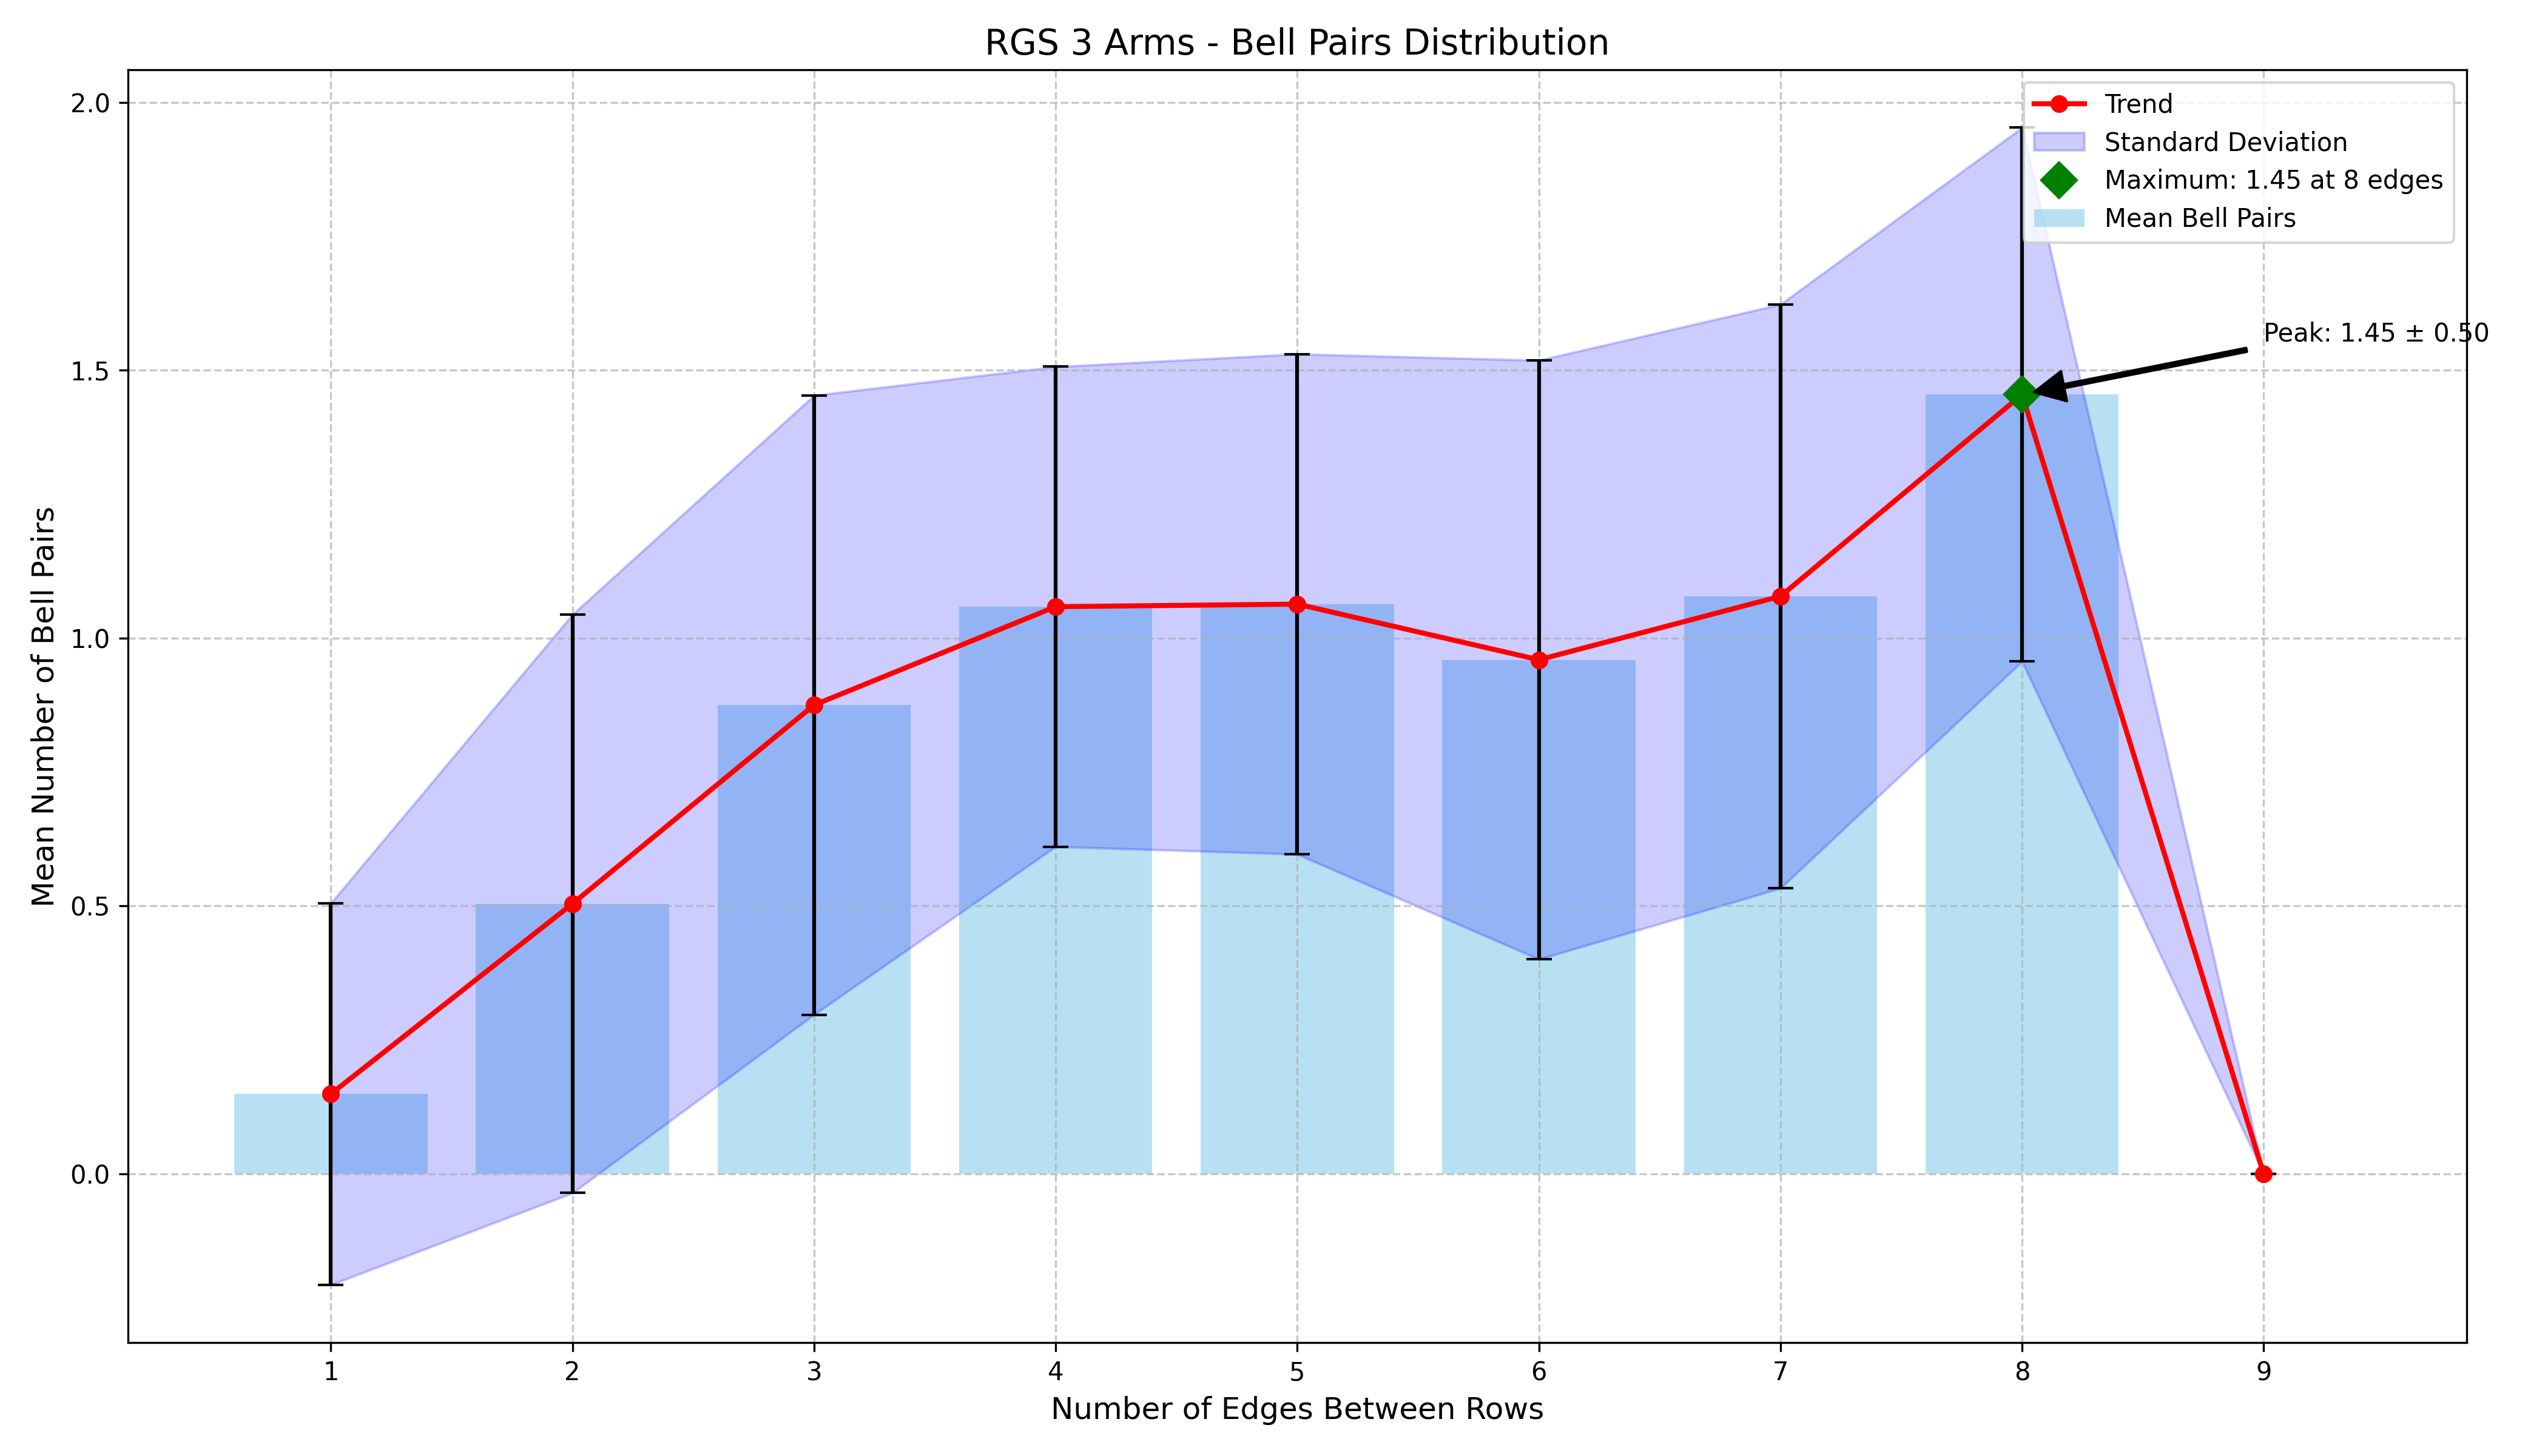 RGS 3 Arms - Bell Pairs Distribution
Mean Number of Bell Pairs
2.0
1.5
1.0
0.5
0.0
Trend
Standard Deviation
Maximum: 1.45 at 8 edges
Mean Bell Pairs
Peak: 1.45 ± 0.50
1 2 3 4 5 6 7 8 9
Number of Edges Between Rows